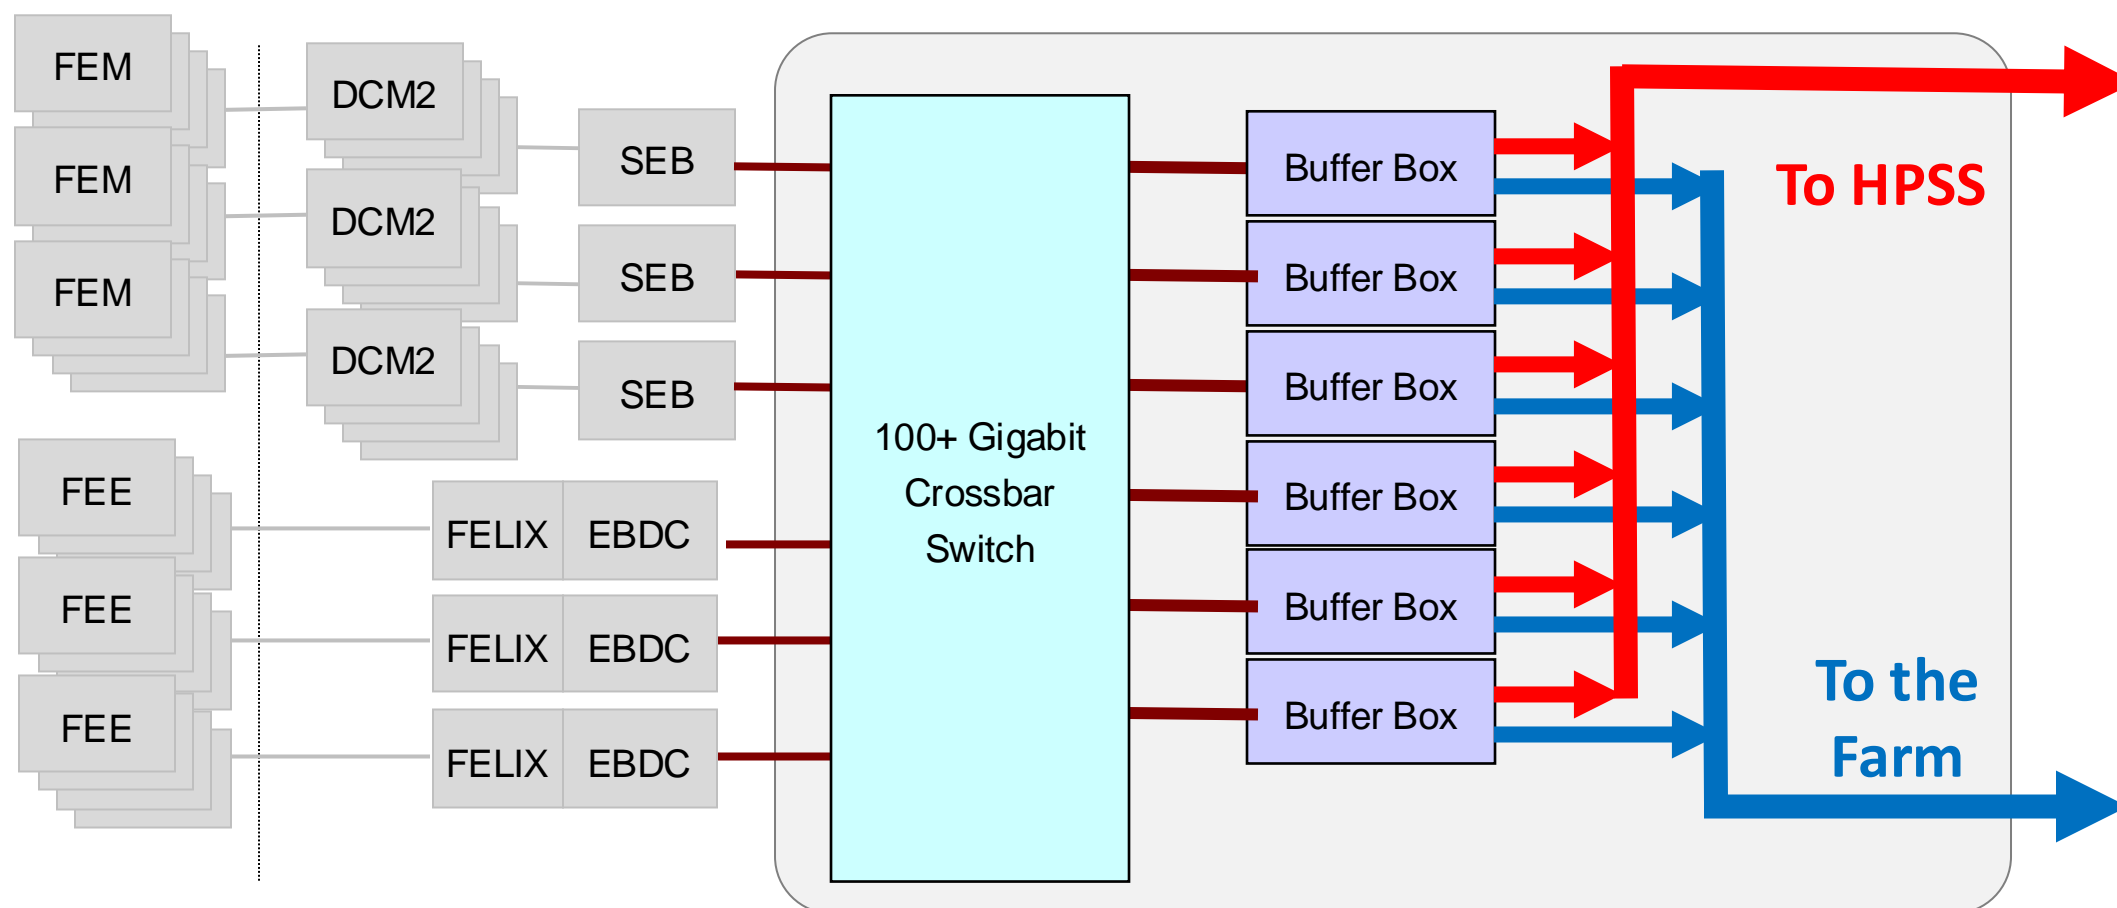 FEM
FEM
FEM
DCM2
DCM2
DCM2
SEB
SEB
SEB
FEE
FEE
FEE
FELIX EBDC
FELIX EBDC
FELIX EBDC
100+ Gigabit
Crossbar
Switch
Buffer Box
Buffer Box
Buffer Box
Buffer Box
Buffer Box
Buffer Box
To HPSS
To the
Farm